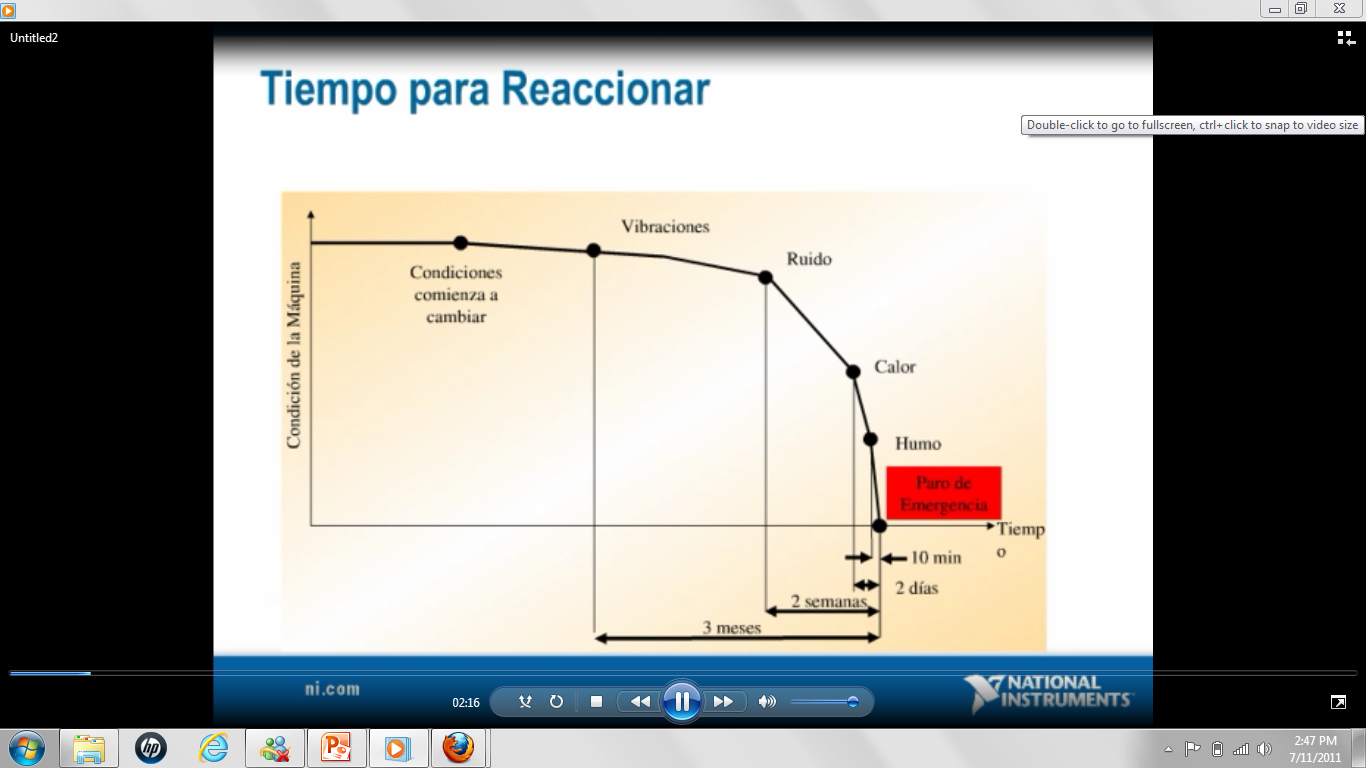 Untitled2
Tiempo para Reaccionar
Double-click to go to fullscreen, ctrl+click to snap to video size
Vibraciones
Ruido
Condiciones
comienza a
cambiar
Condición de la Máquina
Calor
Humo
Paro de
Emergencia
Tiemp
o
10 min
2 días
2 semanas
3 meses
ni.com
NATIONAL
INSTRUMENTS
02:16
hp
2:47 PM
7/11/2011